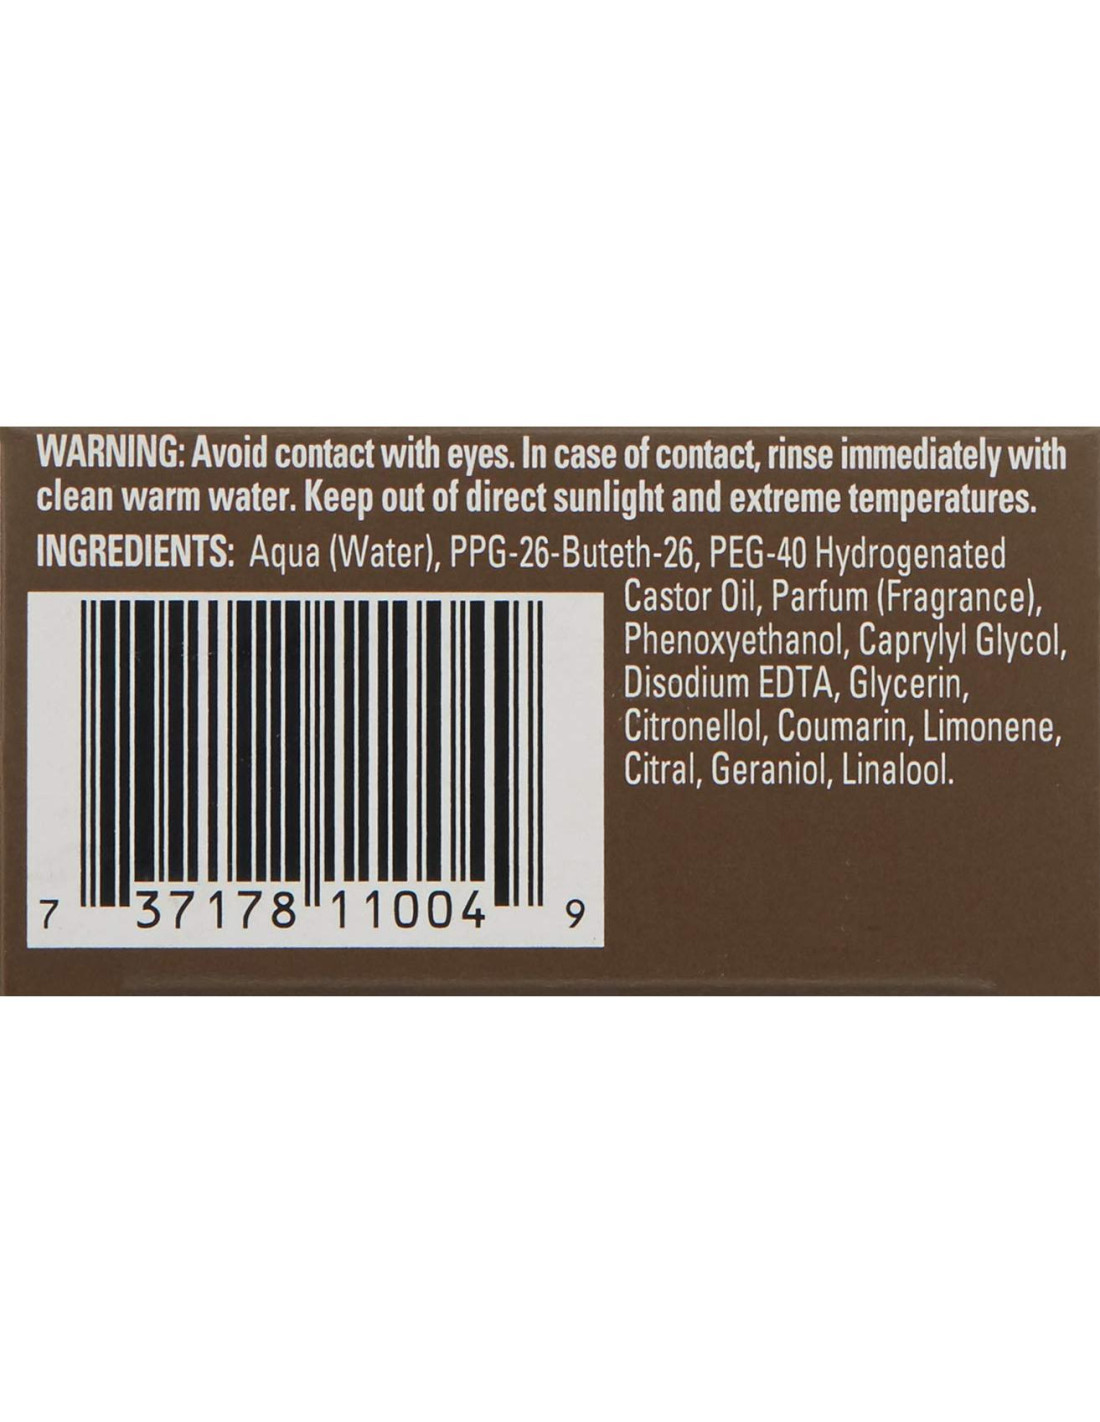 WARNING: Avoid contact with eyes. In case of contact, rinse immediately with
clean warm water. Keep out of direct sunlight and extreme temperatures.
INGREDIENTS: Aqua (Water), PPG-26-Buteth-26, PEG-40 Hydrogenated
Castor Oil, Parfum (Fragrance),
Phenoxyethanol, Caprylyl Glycol,
Disodium EDTA, Glycerin,
Citronellol, Coumarin, Limonene,
Citral, Geraniol, Linalool.
7 37178 11004 9